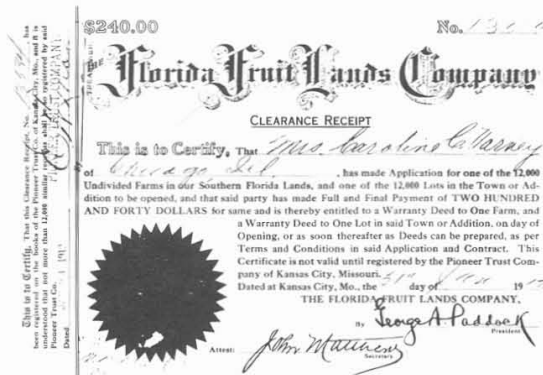 $240.00 No.
THE
Florida Fruit Lands Company
CLEARANCE RECEIPT
This is to Certify, That Mrs Caroline C. Varney
of Chicago Ill , has made Application for one of the 12,000
Undivided Farms in our Southern Florida Lands, and one of the 12,000 Lots in the Town or Ad-
dition to be opened, and that said party has made Full and Final Payment of TWO HUNDRED
AND FORTY DOLLARS for same and is thereby entitled to a Warranty Deed to One Farm, and
a Warranty Deed to One Lot in said Town or Addition, on day of
Opening, or as soon thereafter as Deeds can be prepared, as per
Terms and Conditions in said Application and Contract. This
Certificate is not valid until registered by the Pioneer Trust Com-
pany of Kansas City, Missouri.
Dated at Kansas City, Mo., the day of 19
THE FLORIDA FRUIT LANDS COMPANY,
By George A. Paddock
President
Attest: John Matthews
Secretary
This is to Certify, That this Clearance Receipt, No. has
been registered on the books of the Pioneer Trust Co. of Kansas City, Mo., and it is
understood that not more than 12,000 similar receipts shall be so registered by said
Pioneer Trust Co.
Dated